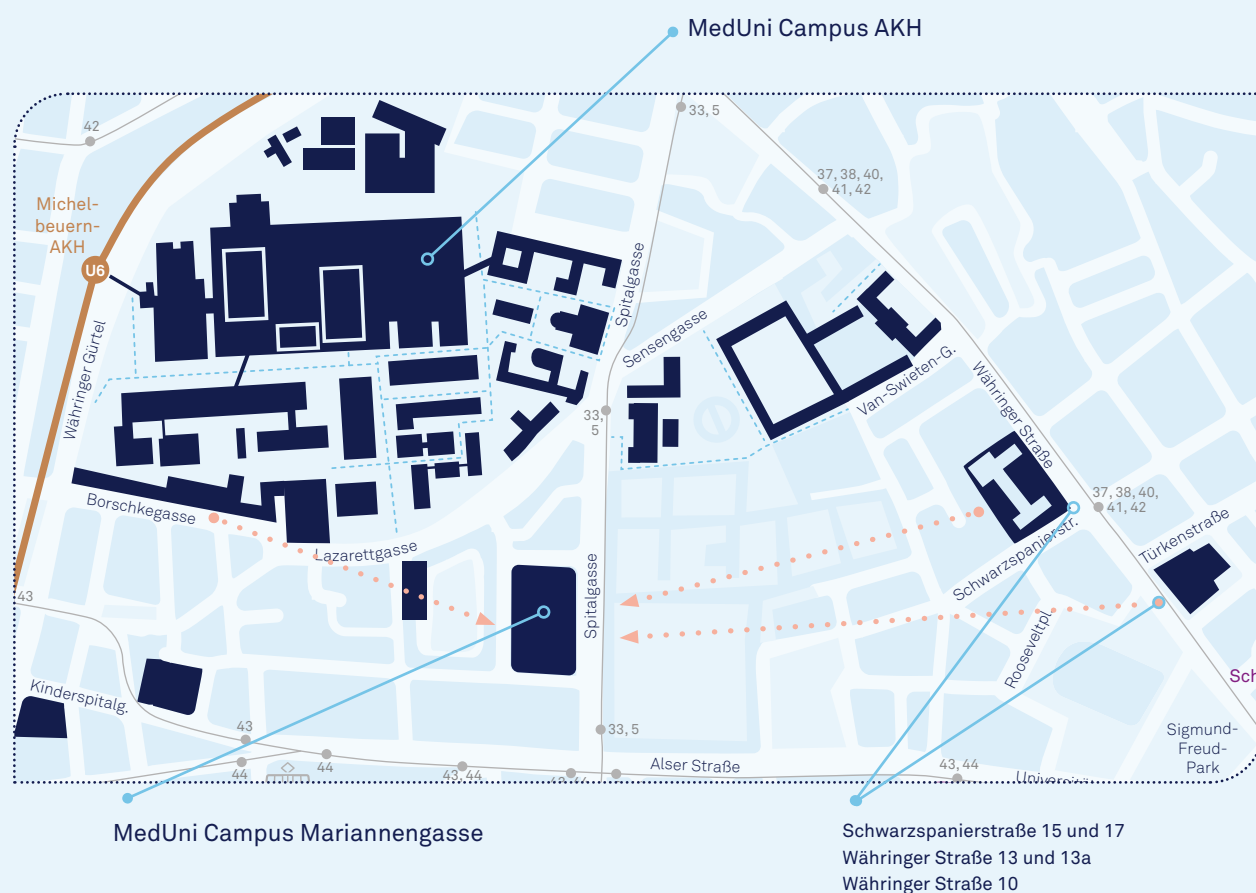 MedUni Campus AKH
33, 5
42
37, 38, 40,
41, 42
Michel-
beuern-
AKH
U6
Spitalgasse
Sensengasse
Währinger Gürtel
Van-Swieten-G.
Währinger Straße
33,
5
37, 38, 40,
41, 42
Borschkegasse
Türkenstraße
Lazarettgasse
Schwarzspanierstr.
Spitalgasse
43
Rooseveltpl.
Sch
Kinderspitalg.
43
33, 5
Sigmund-
Freud-
Park
44
44
43, 44
Alser Straße
43, 44
MedUni Campus Mariannengasse
Schwarzspanierstraße 15 und 17
Währinger Straße 13 und 13a
Währinger Straße 10